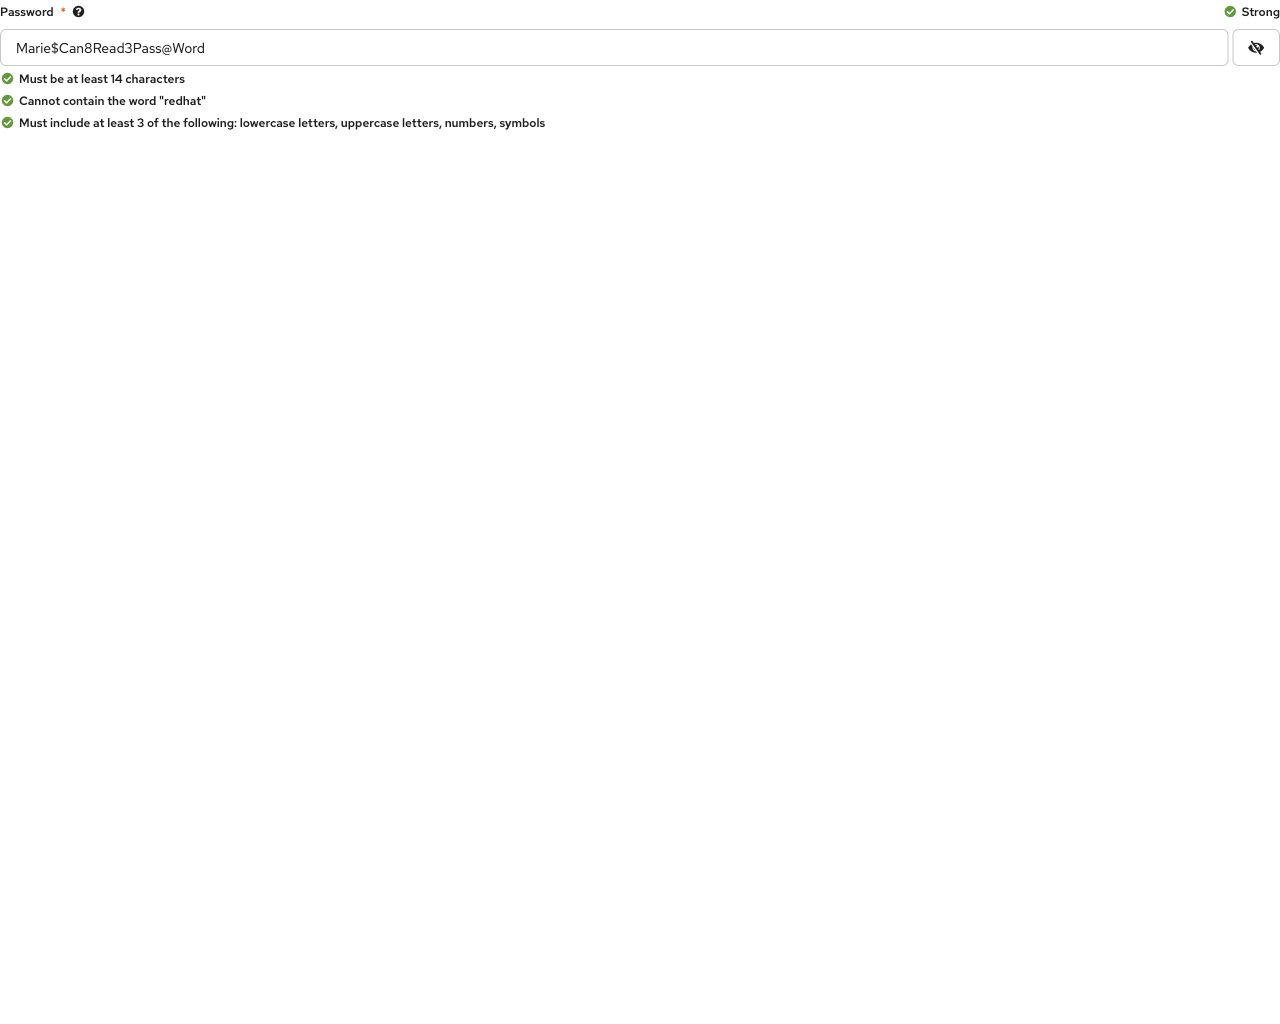 Password * Strong
Marie$Can8Read3Pass@Word
Must be at least 14 characters
Cannot contain the word "redhat"
Must include at least 3 of the following: lowercase letters, uppercase letters, numbers, symbols